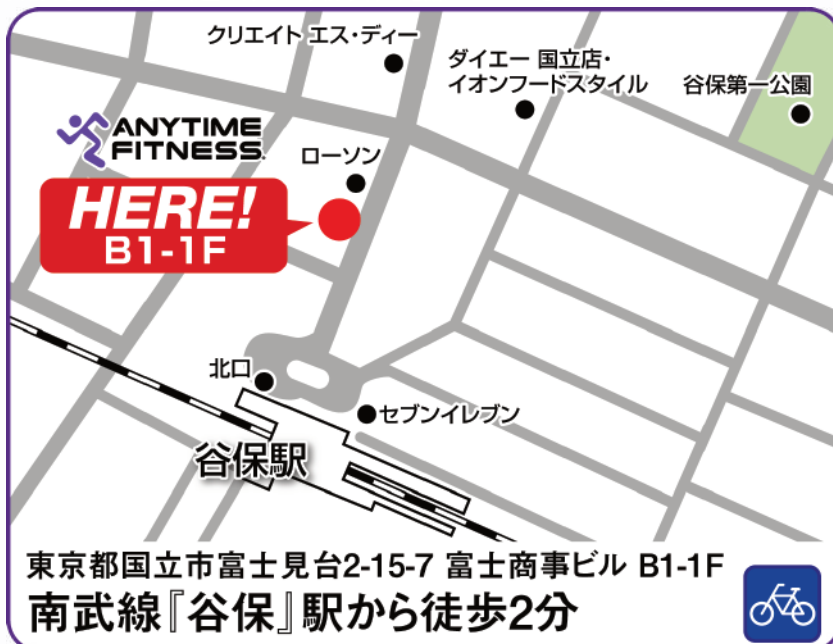 クリエイト エス・ディー
ダイエー 国立店・
イオンフードスタイル
谷保第一公園
ANYTIME
FITNESS.
ローソン
HERE!
B1-1F
北口
セブンイレブン
谷保駅
東京都国立市富士見台2-15-7 富士商事ビル B1-1F
南武線『谷保』駅から徒歩2分